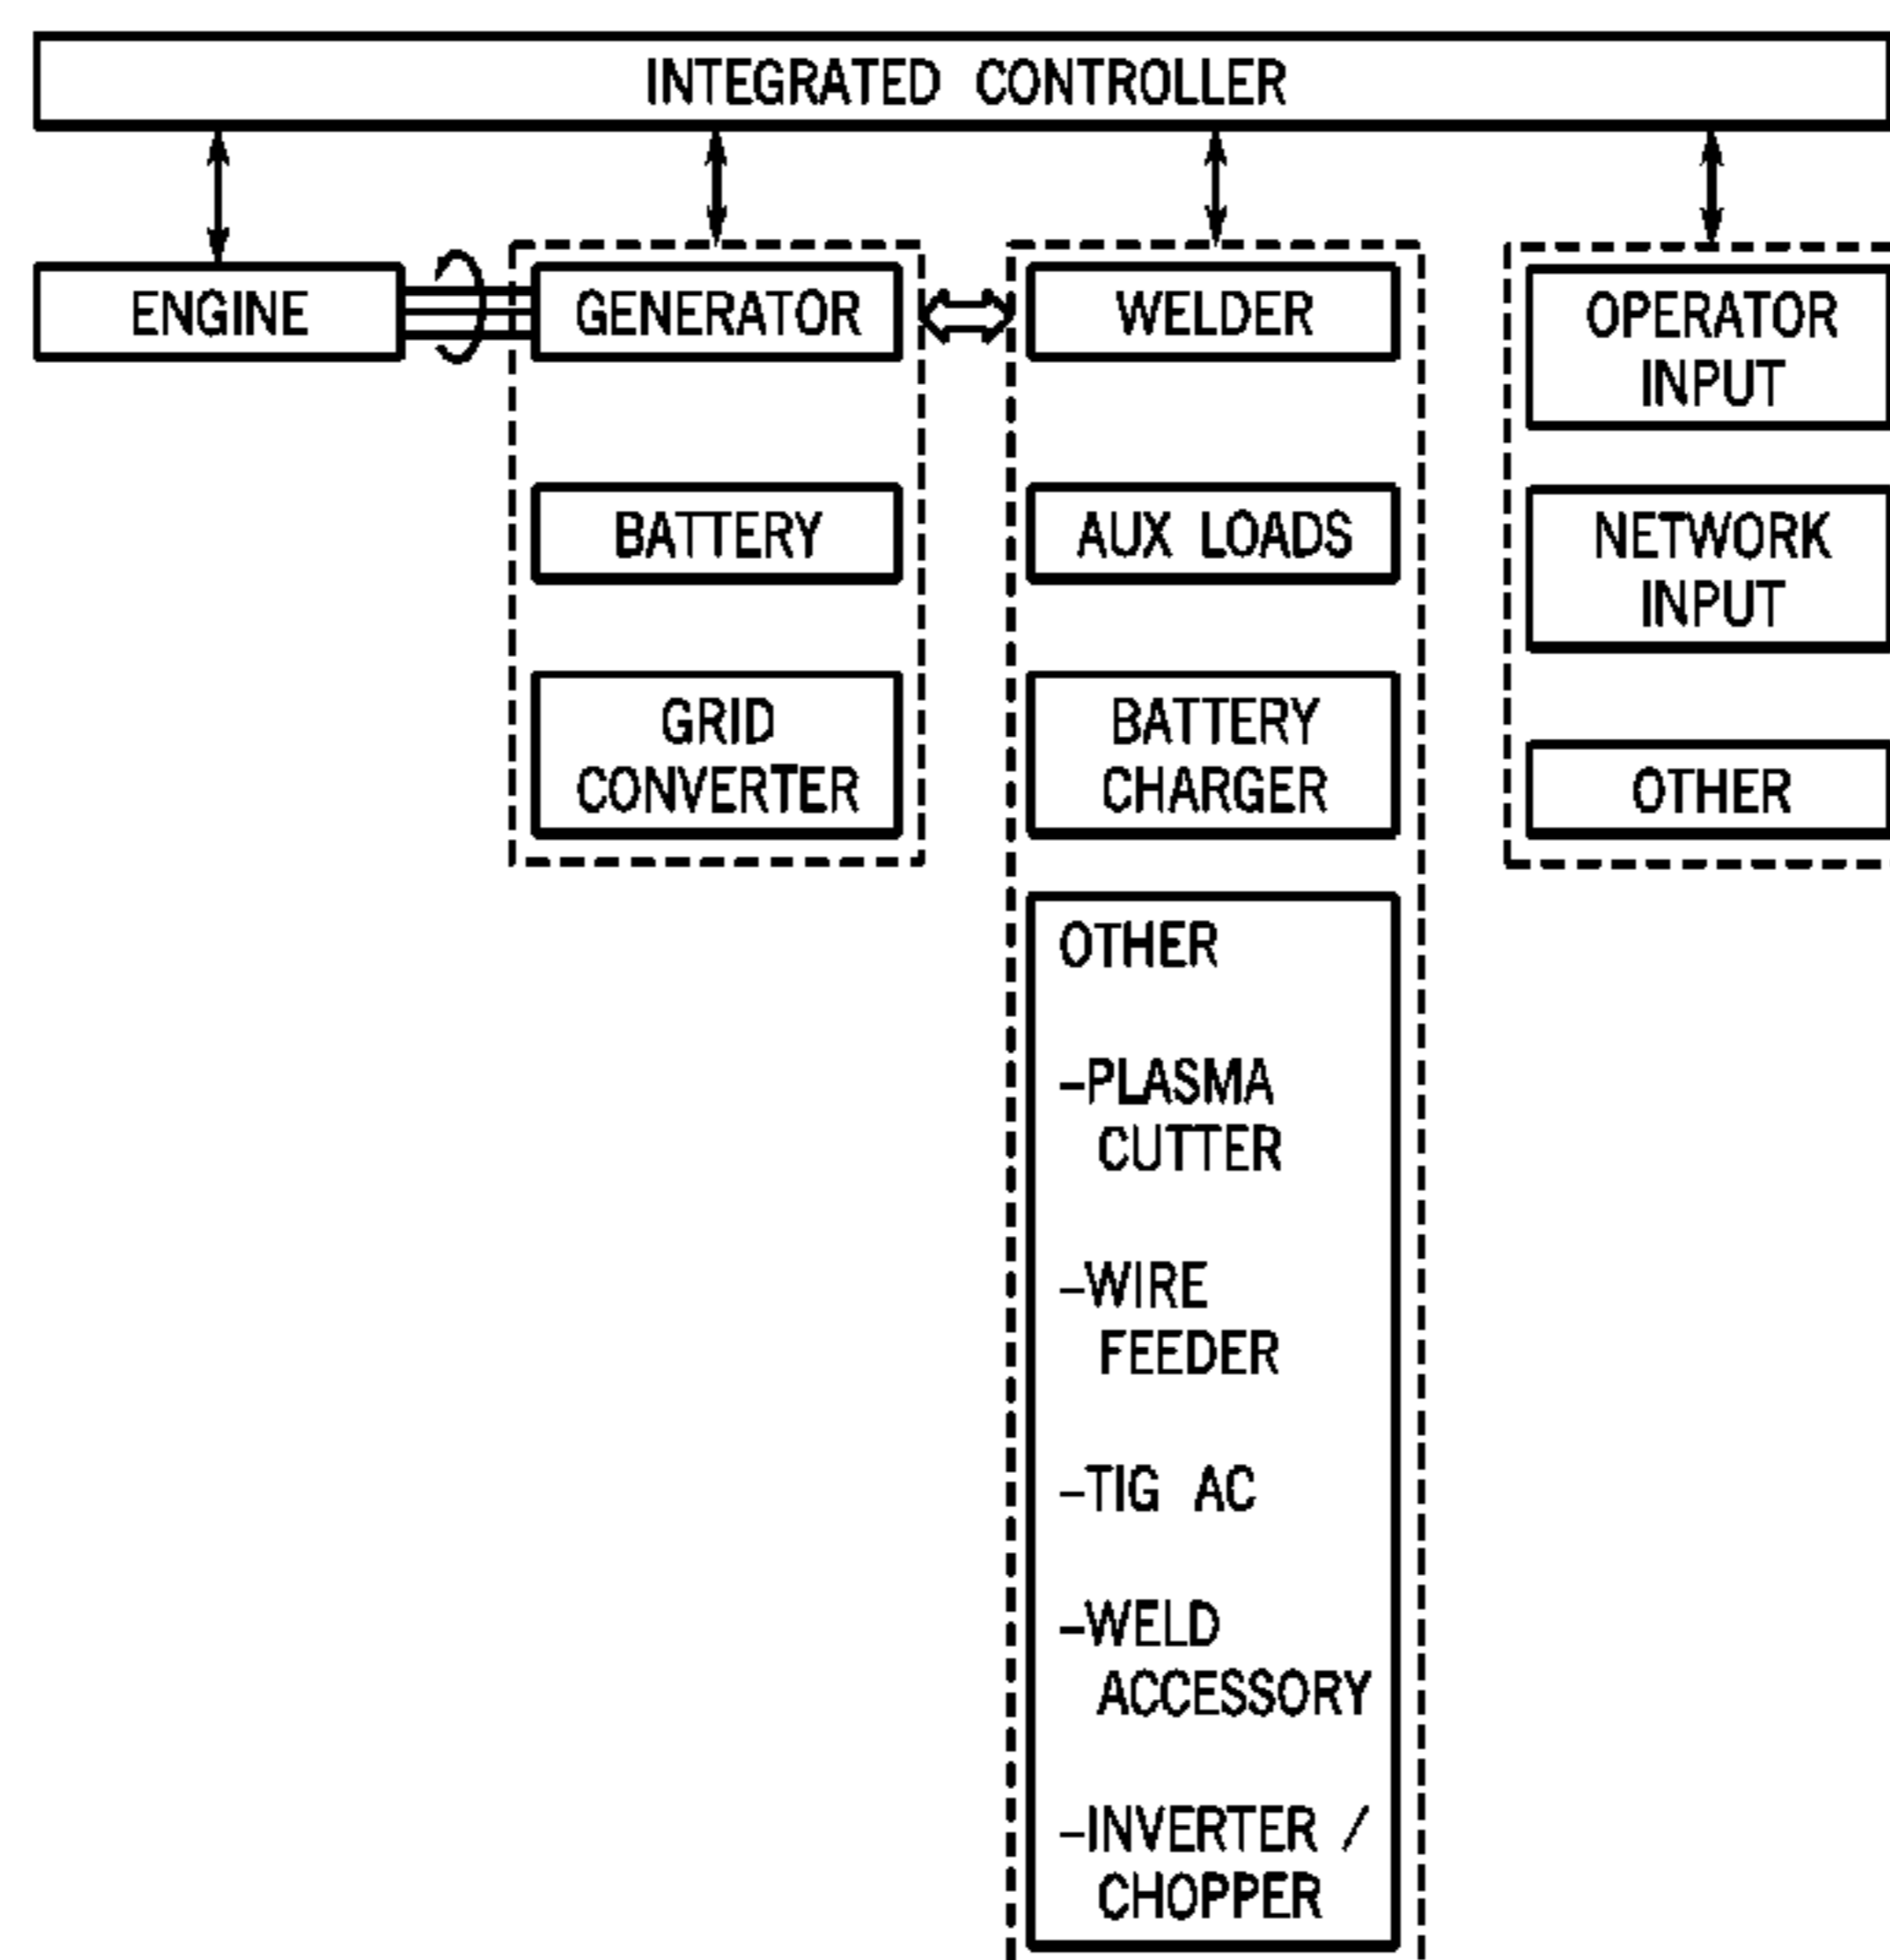 INTEGRATED CONTROLLER
ENGINE
GENERATOR
WELDER
OPERATOR
INPUT
BATTERY
AUX LOADS
NETWORK
INPUT
GRID
CONVERTER
BATTERY
CHARGER
OTHER
OTHER
-PLASMA
CUTTER
-WIRE
FEEDER
-TIG AC
-WELD
ACCESSORY
-INVERTER /
CHOPPER